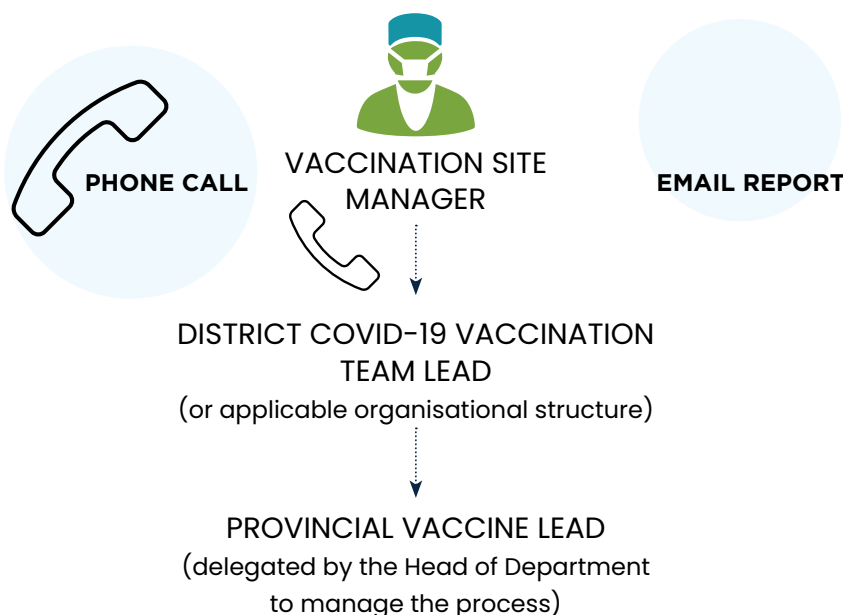 PHONE CALL
VACCINATION SITE
MANAGER
EMAIL REPORT
DISTRICT COVID-19 VACCINATION
TEAM LEAD
(or applicable organisational structure)
PROVINCIAL VACCINE LEAD
(delegated by the Head of Department
to manage the process)